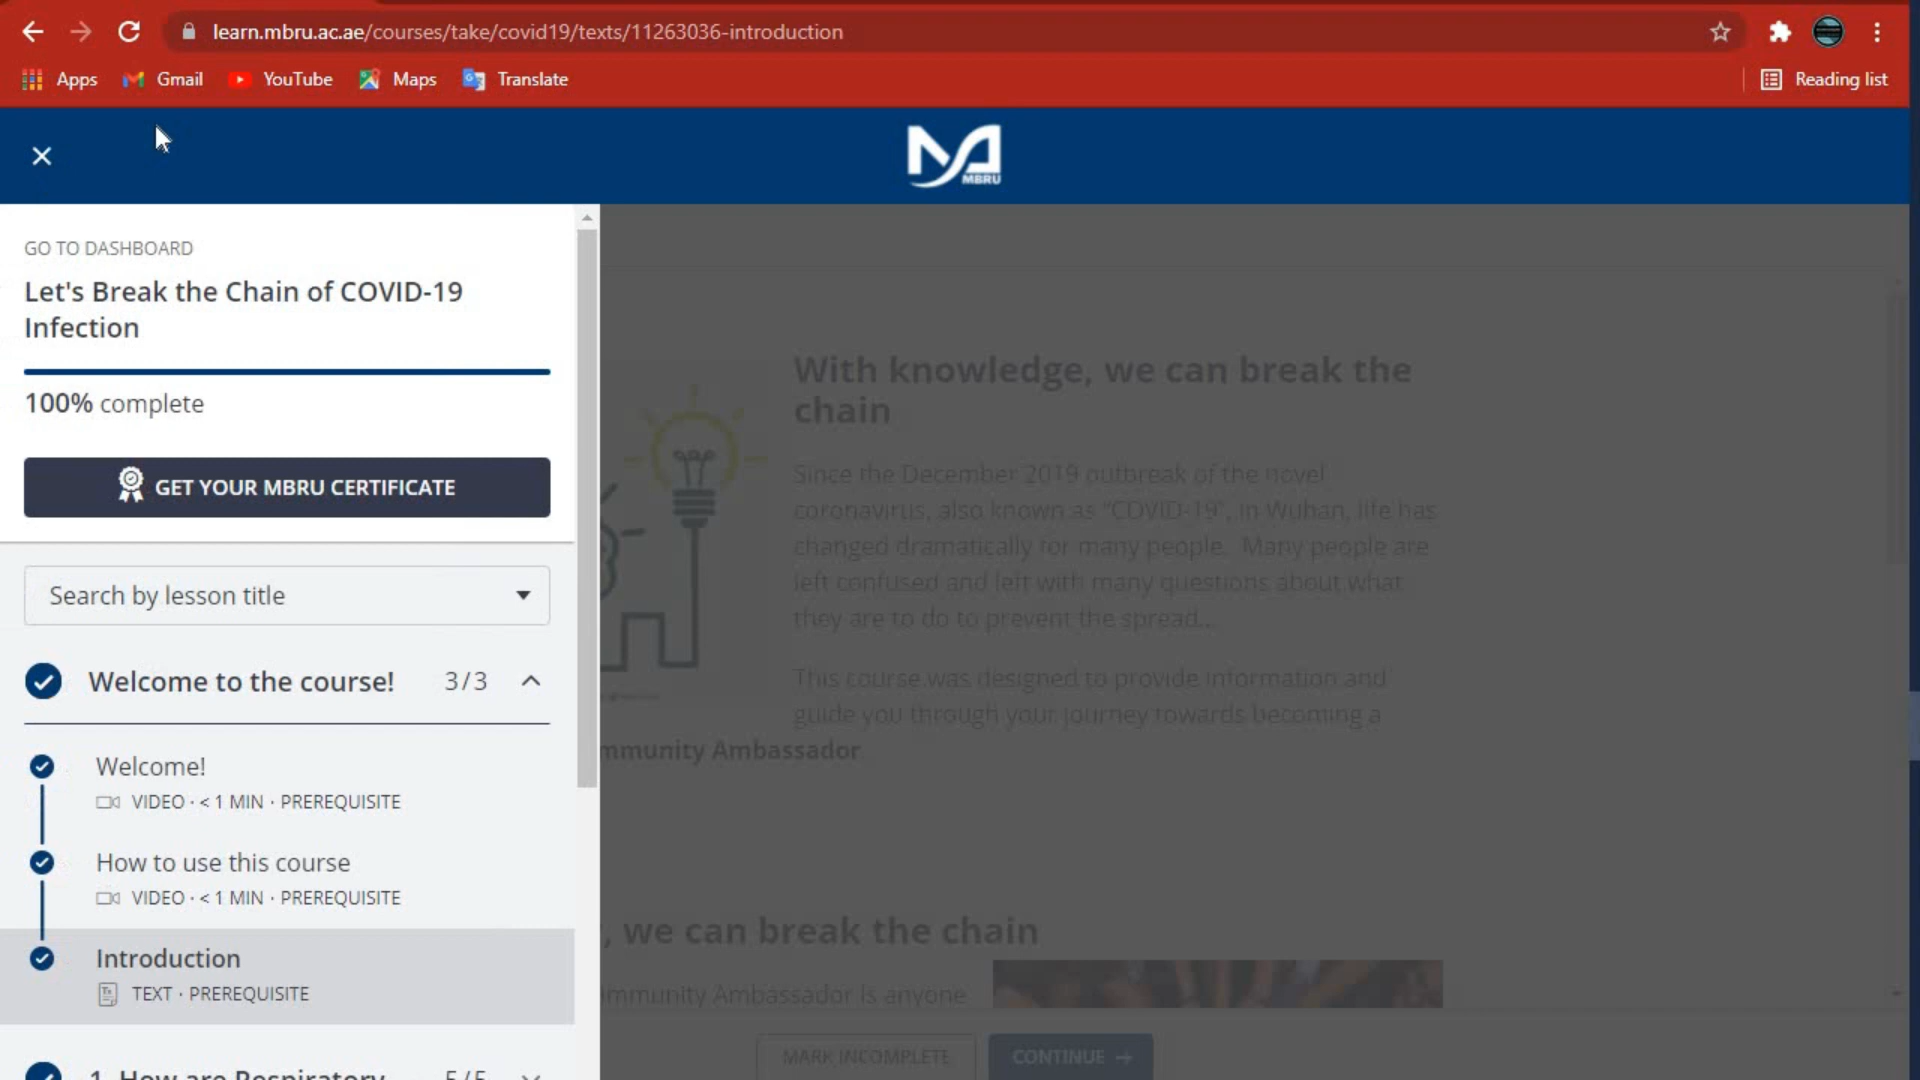 learn.mbru.ac.ae/courses/take/covid19/texts/11263036-introduction
Apps Gmail YouTube Maps Translate Reading list
MBRU
GO TO DASHBOARD
Let's Break the Chain of COVID-19
Infection
100% complete
GET YOUR MBRU CERTIFICATE
Search by lesson title
Welcome to the course! 3/3
Welcome!
VIDEO · < 1 MIN · PREREQUISITE
How to use this course
VIDEO · < 1 MIN · PREREQUISITE
Introduction
TEXT · PREREQUISITE
1. How are Respiratory 5/5
With knowledge, we can break the
chain
Since the December 2019 outbreak of the novel
coronavirus, also known as "COVID-19", in Wuhan, life has
changed dramatically for many people. Many people are
left confused and left with many questions about what
they are to do to prevent the spread...
This course was designed to provide information and
guide you through your journey towards becoming a
mmunity Ambassador
, we can break the chain
mmunity Ambassador is anyone
MARK INCOMPLETE
CONTINUE →